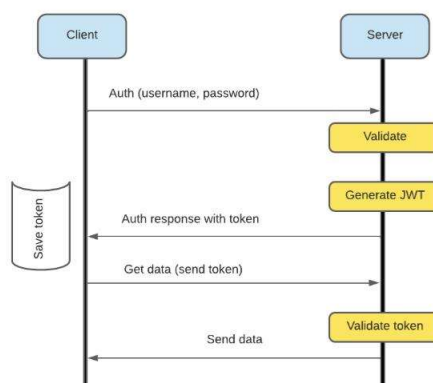 Client
Server
Auth (username, password)
Validate
Generate JWT
Save token
Auth response with token
Get data (send token)
Validate token
Send data